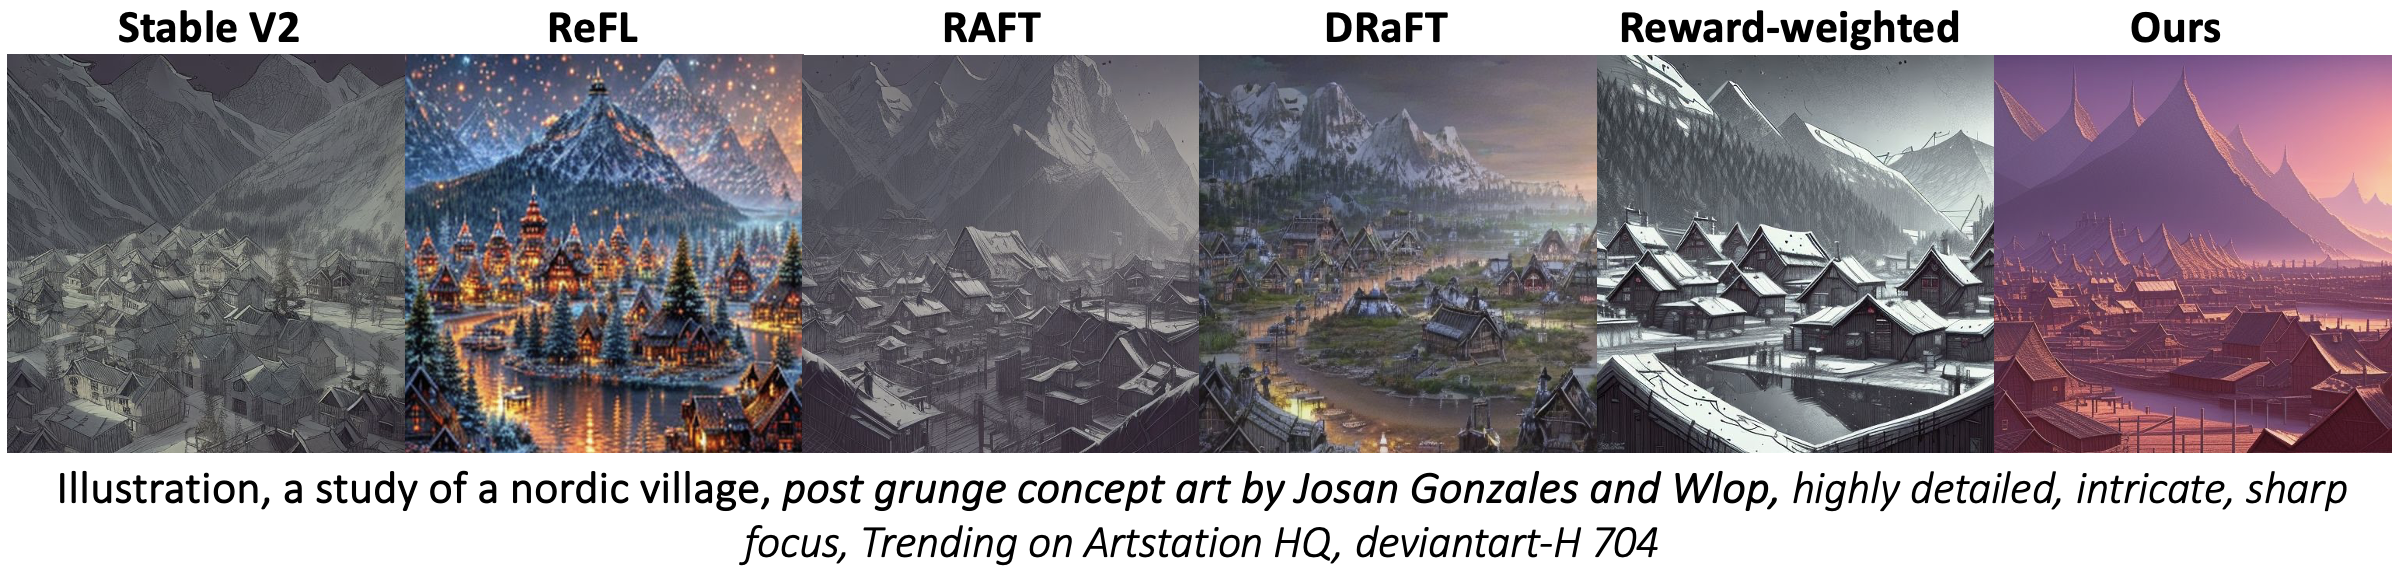 Stable V2 ReFL RAFT DRaFT Reward-weighted Ours
Illustration, a study of a nordic village, post grunge concept art by Josan Gonzales and Wlop, highly detailed, intricate, sharp
focus, Trending on Artstation HQ, deviantart-H 704